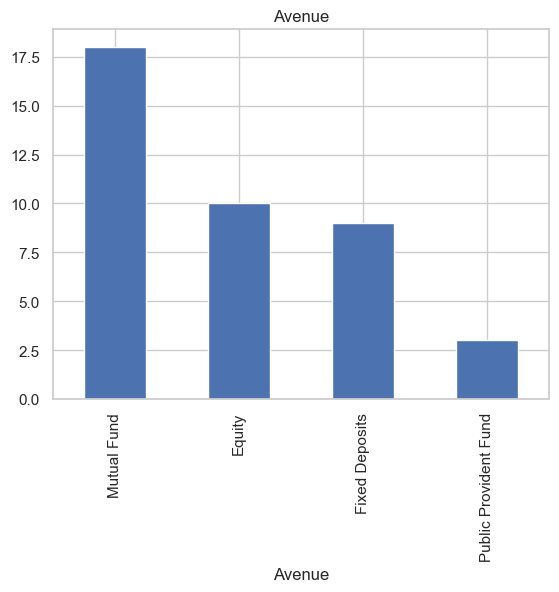 Avenue
17.5
15.0
12.5
10.0
7.5
5.0
2.5
0.0
Mutual Fund
Equity
Fixed Deposits
Public Provident Fund
Avenue